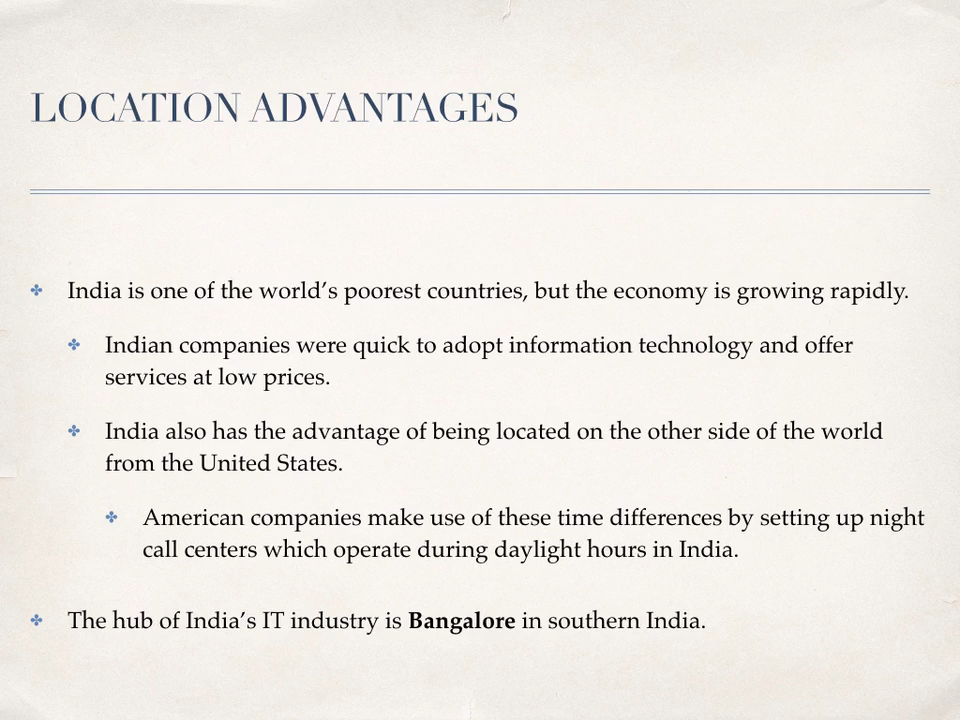 LOCATION ADVANTAGES
India is one of the world’s poorest countries, but the economy is growing rapidly.
Indian companies were quick to adopt information technology and offer
services at low prices.
India also has the advantage of being located on the other side of the world
from the United States.
American companies make use of these time differences by setting up night
call centers which operate during daylight hours in India.
The hub of India’s IT industry is Bangalore in southern India.